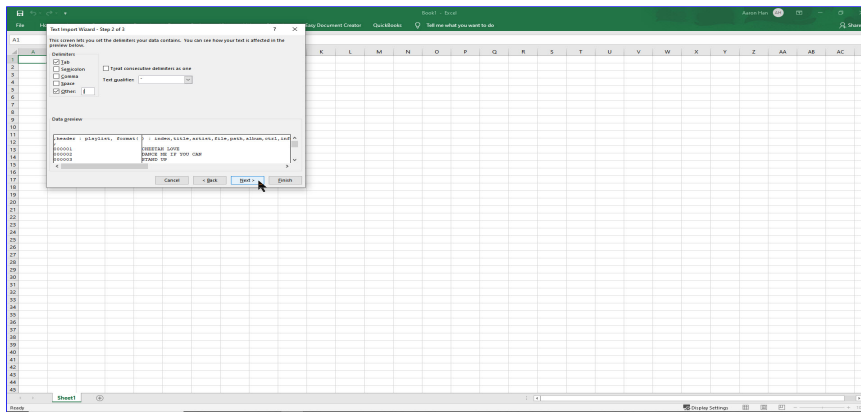 Book1 - Excel
Aaron Han
AH
File
Easy Document Creator
QuickBooks
Tell me what you want to do
Share
A1
Text Import Wizard - Step 2 of 3
?
This screen lets you set the delimiters your data contains. You can see how your text is affected in the
preview below.
Delimiters
Tab
Semicolon
Comma
Space
Other:
Treat consecutive delimiters as one
Text qualifier: "
Data preview
header : playlist, format( ) : index,title,artist,file,path,album,ctrl,inf
000001 CHEETAH LOVE
000002 DANCE ME IF YOU CAN
000003 STAND UP
Cancel < Back Next > Finish
A K L M N O P Q R S T U V W X Y Z AA AB AC
1
2
3
4
5
6
7
8
9
10
11
12
13
14
15
16
17
18
19
20
21
22
23
24
25
26
27
28
29
30
31
32
33
34
35
36
37
38
39
40
41
42
43
44
45
Sheet1
Ready
Display Settings